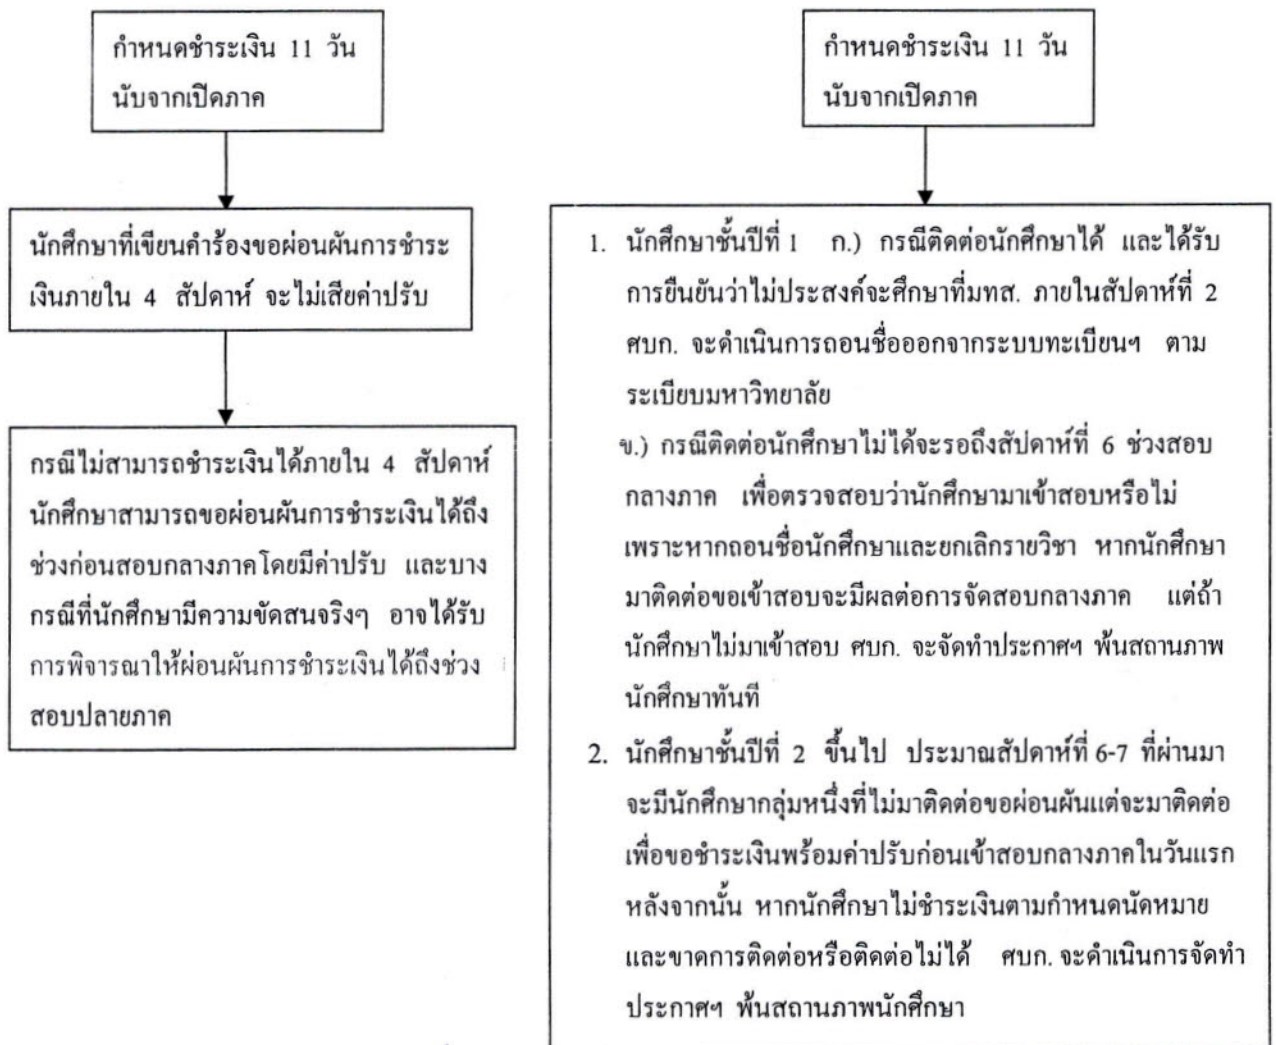 กำหนดชำระเงิน 11 วัน
นับจากเปิดภาค
นักศึกษาที่เขียนคำร้องขอผ่อนผันการชำระ
เงินภายใน 4 สัปดาห์ จะไม่เสียค่าปรับ
กรณีไม่สามารถชำระเงินได้ภายใน 4 สัปดาห์
นักศึกษาสามารถขอผ่อนผันการชำระเงินได้ถึง
ช่วงก่อนสอบกลางภาคโดยมีค่าปรับ และบาง
กรณีที่นักศึกษามีความขัดสนจริงๆ อาจได้รับ
การพิจารณาให้ผ่อนผันการชำระเงินได้ถึงช่วง
สอบปลายภาค
กำหนดชำระเงิน 11 วัน
นับจากเปิดภาค
1. นักศึกษาชั้นปีที่ 1 ก.) กรณีติดต่อนักศึกษาได้ และได้รับ
การยืนยันว่าไม่ประสงค์จะศึกษาที่มทส. ภายในสัปดาห์ที่ 2
ศบก. จะดำเนินการถอนชื่อออกจากระบบทะเบียนฯ ตาม
ระเบียบมหาวิทยาลัย
ข.) กรณีติดต่อนักศึกษาไม่ได้จะรอถึงสัปดาห์ที่ 6 ช่วงสอบ
กลางภาค เพื่อตรวจสอบว่านักศึกษามาเข้าสอบหรือไม่
เพราะหากถอนชื่อนักศึกษาและยกเลิกรายวิชา หากนักศึกษา
มาติดต่อขอเข้าสอบจะมีผลต่อการจัดสอบกลางภาค แต่ถ้า
นักศึกษาไม่มาเข้าสอบ ศบก. จะจัดทำประกาศฯ พ้นสถานภาพ
นักศึกษาทันที
2. นักศึกษาชั้นปีที่ 2 ขึ้นไป ประมาณสัปดาห์ที่ 6-7 ที่ผ่านมา
จะมีนักศึกษากลุ่มหนึ่งที่ไม่มาติดต่อขอผ่อนผันแต่จะมาติดต่อ
เพื่อขอชำระเงินพร้อมค่าปรับก่อนเข้าสอบกลางภาคในวันแรก
หลังจากนั้น หากนักศึกษาไม่ชำระเงินตามกำหนดนัดหมาย
และขาดการติดต่อหรือติดต่อไม่ได้ ศบก. จะดำเนินการจัดทำ
ประกาศฯ พ้นสถานภาพนักศึกษา